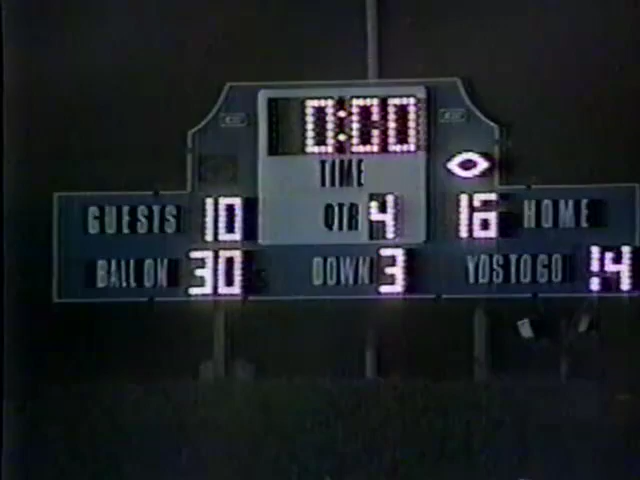 0:00
TIME
GUESTS 10 QTR 4 16 HOME
BALL ON 30 DOWN 3 YDS TO GO 14